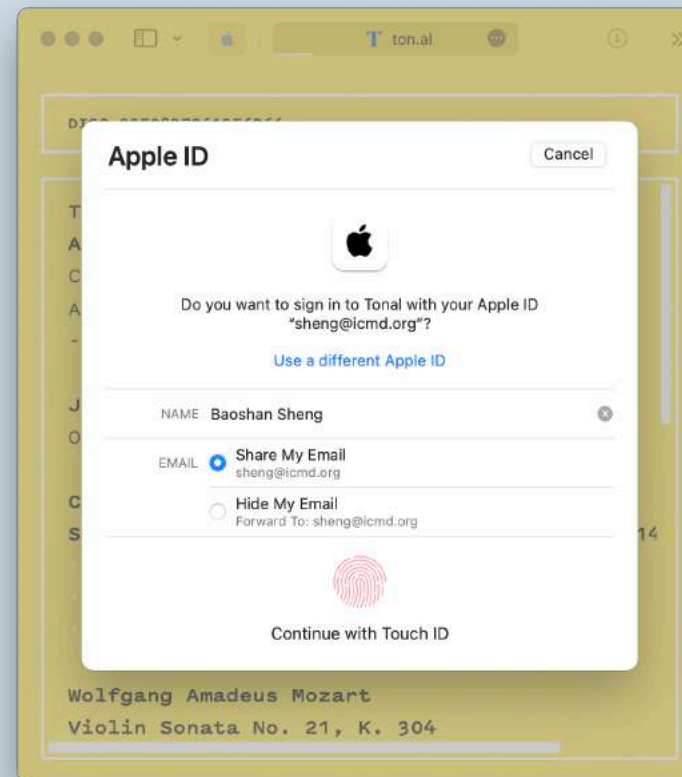 ton.al
Apple ID
Cancel
Do you want to sign in to Tonal with your Apple ID
"sheng@icmd.org"?
Use a different Apple ID
NAME Baoshan Sheng
EMAIL Share My Email
sheng@icmd.org
Hide My Email
Forward To: sheng@icmd.org
Continue with Touch ID
T
A
C
A
-
J
O
C
S 14
Wolfgang Amadeus Mozart
Violin Sonata No. 21, K. 304